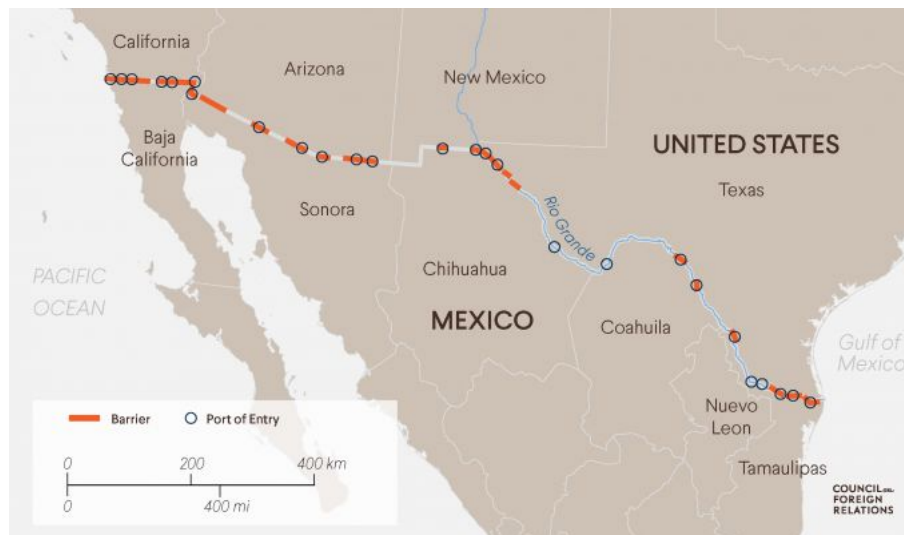 California
Arizona
New Mexico
Baja
California
UNITED STATES
Texas
Sonora
Rio Grande
PACIFIC
OCEAN
Chihuahua
MEXICO
Coahuila
Gulf of
Mexico
Nuevo
Leon
Tamaulipas
Barrier
Port of Entry
0 200 400 km
0 400 mi
COUNCIL on
FOREIGN
RELATIONS